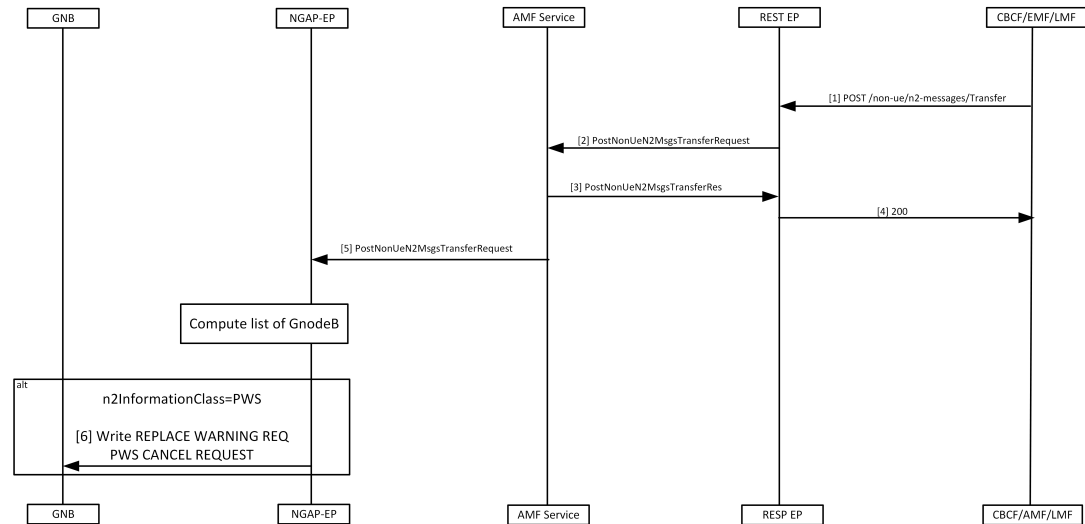 GNB
NGAP-EP
AMF Service
REST EP
CBCF/EMF/LMF
[1] POST /non-ue/n2-messages/Transfer
[2] PostNonUeN2MsgsTransferRequest
[3] PostNonUeN2MsgsTransferRes
[4] 200
[5] PostNonUeN2MsgsTransferRequest
Compute list of GnodeB
alt
n2InformationClass=PWS
[6] Write REPLACE WARNING REQ
PWS CANCEL REQUEST
GNB
NGAP-EP
AMF Service
RESP EP
CBCF/AMF/LMF